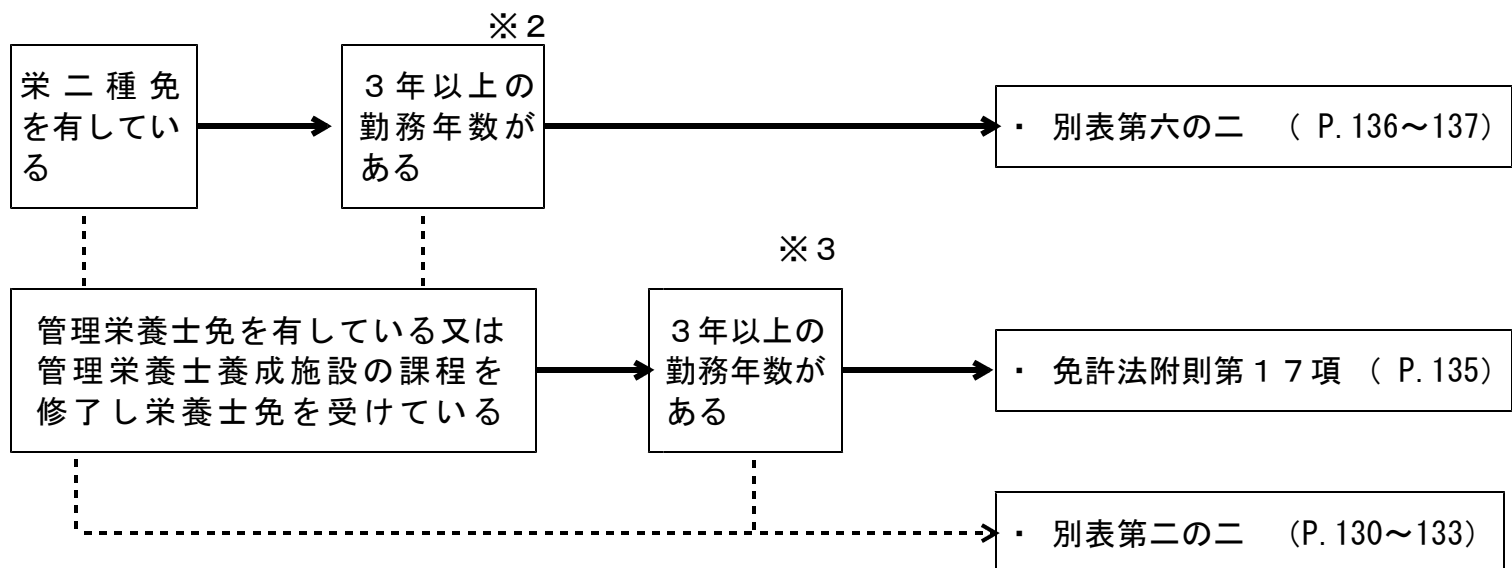 ※２
栄二種免
を有してい
る
３年以上の
勤務年数が
ある
・ 別表第六の二 （ P.136～137）
※３
管理栄養士免を有している又は
管理栄養士養成施設の課程を
修了し栄養士免を受けている
３年以上の
勤務年数が
ある
・ 免許法附則第１７項 （ P.135）
・ 別表第二の二 （P.130～133）